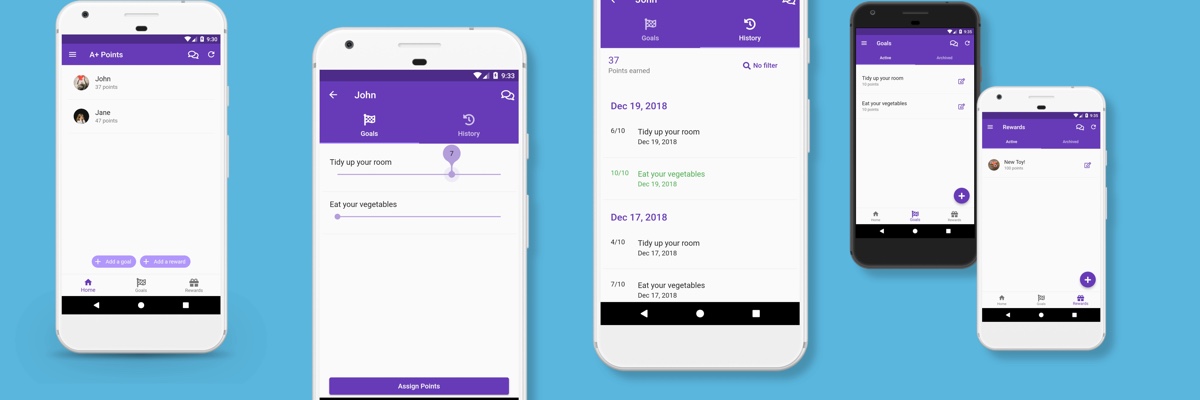 9:30
A+ Points
John
37 points
Jane
47 points
Add a goal
Add a reward
Home
Goals
Rewards
9:33
John
Goals
History
7
Tidy up your room
Eat your vegetables
Assign Points
John
Goals
History
37
Points earned
No filter
Dec 19, 2018
6/10
Tidy up your room
Dec 19, 2018
10/10
Eat your vegetables
Dec 19, 2018
Dec 17, 2018
4/10
Tidy up your room
Dec 17, 2018
7/10
Eat your vegetables
Dec 17, 2018
9:30
Goals
Active
Archived
Tidy up your room
10 points
Eat your vegetables
10 points
Home
Goals
Rewards
9:30
Rewards
Active
Archived
New Toy!
100 points
Home
Goals
Rewards